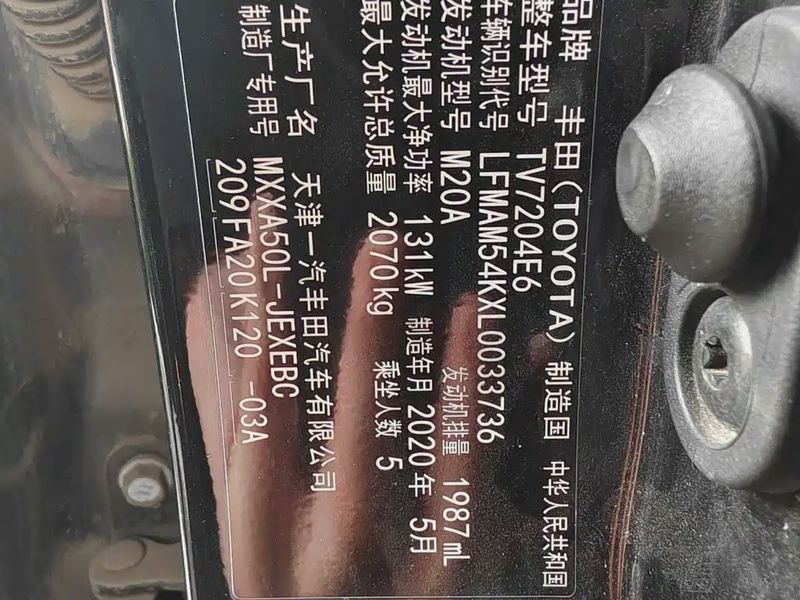 品牌 丰田(TOYOTA) 制造国 中华人民共和国
整车型号 TV7204E6
车辆识别代号 LFMAM54KXL0033736
发动机型号 M20A 发动机排量 1987mL
发动机最大净功率 131kW 制造年月 2020年 5月
最大允许总质量 2070kg 乘坐人数 5
生产厂名 天津一汽丰田汽车有限公司
制造厂专用号 MXXA50L-JEXEBC
209FA20K120 -03A